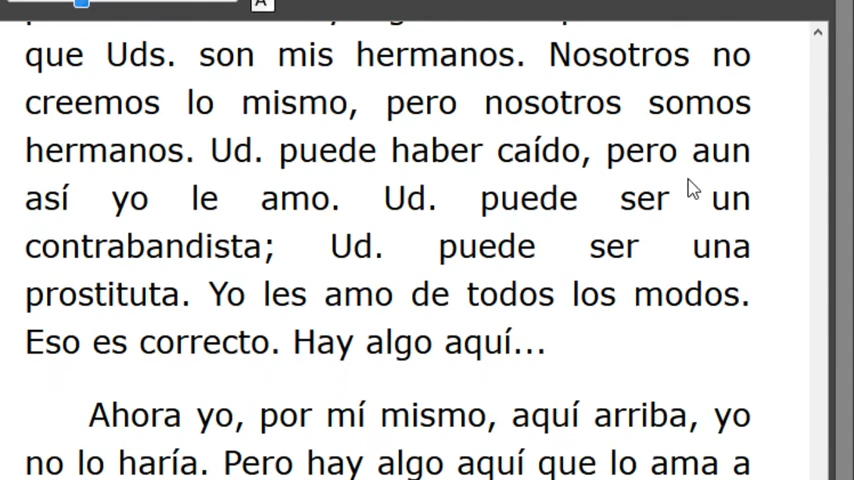 que Uds. son mis hermanos. Nosotros no
creemos lo mismo, pero nosotros somos
hermanos. Ud. puede haber caído, pero aun
así yo le amo. Ud. puede ser un
contrabandista; Ud. puede ser una
prostituta. Yo les amo de todos los modos.
Eso es correcto. Hay algo aquí...
Ahora yo, por mí mismo, aquí arriba, yo
no lo haría. Pero hay algo aquí que lo ama a